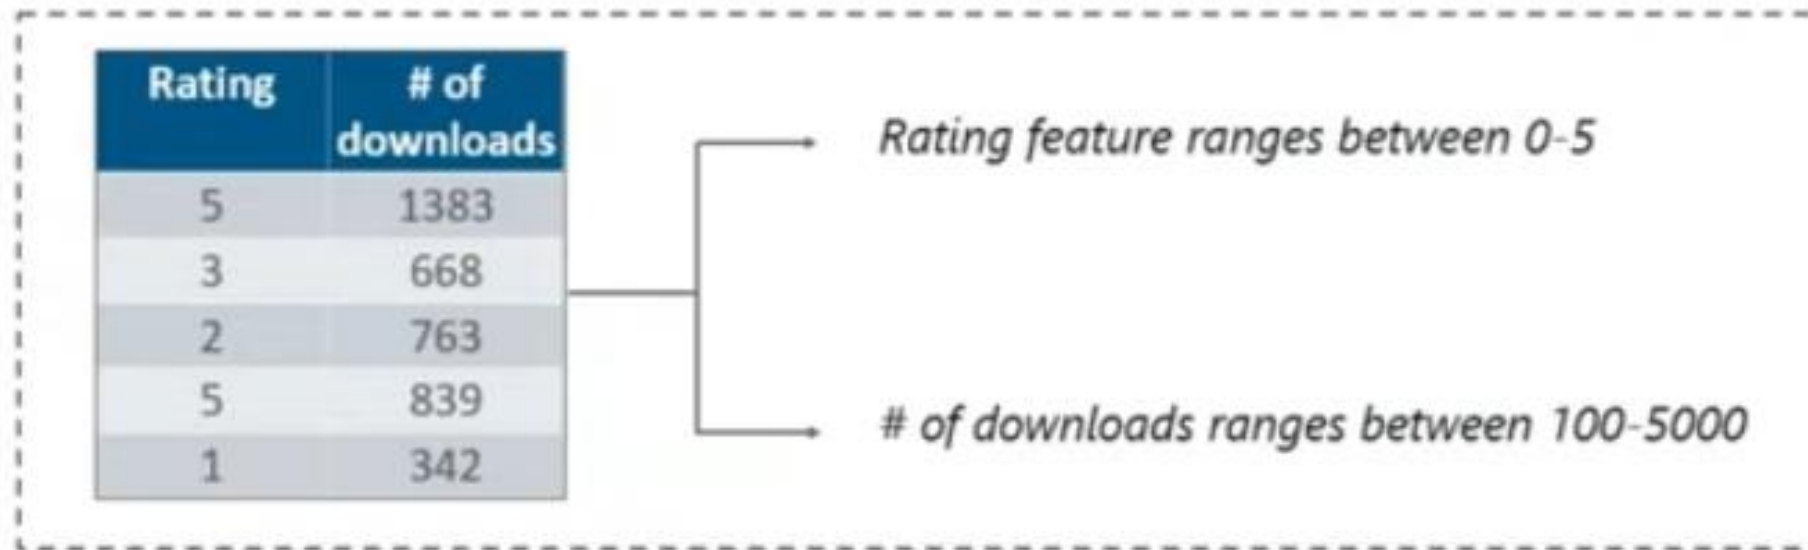 Rating # of
downloads
5 1383
3 668
2 763
5 839
1 342
Rating feature ranges between 0-5
# of downloads ranges between 100-5000